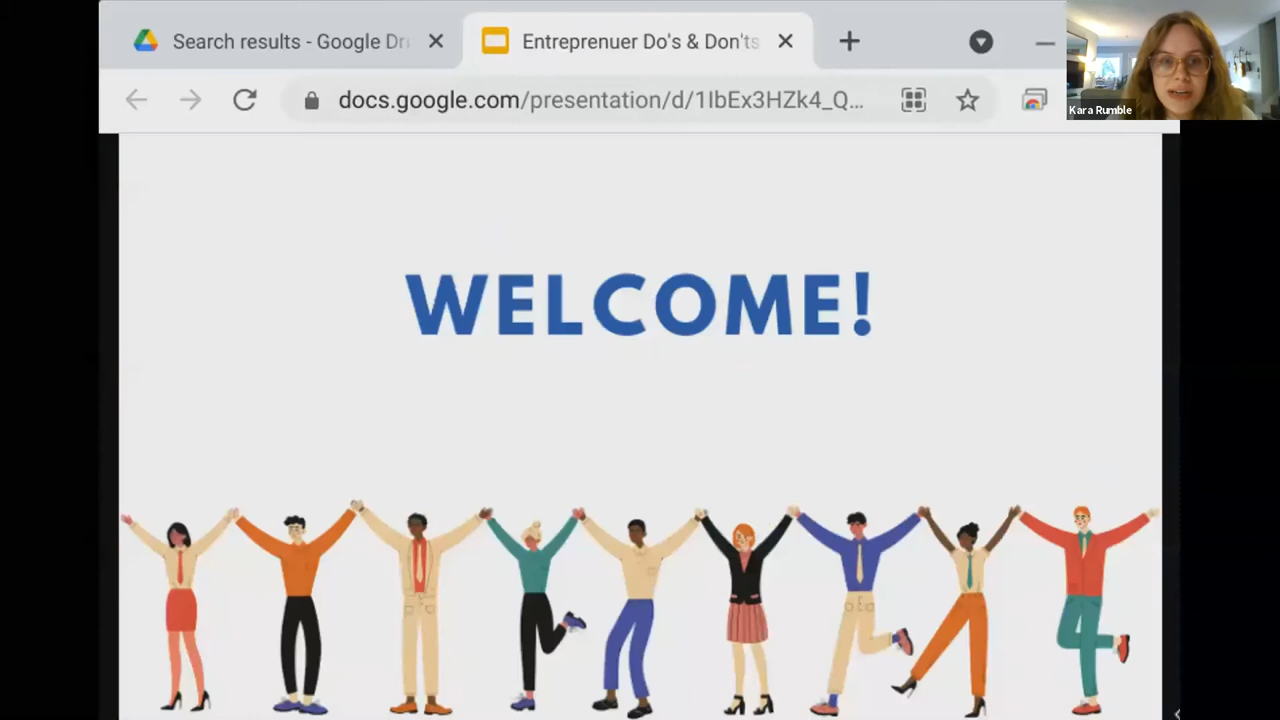 Search results - Google Dri
Entreprenuer Do's & Don'ts
docs.google.com/presentation/d/1IbEx3HZk4_Q...
Kara Rumble
WELCOME!